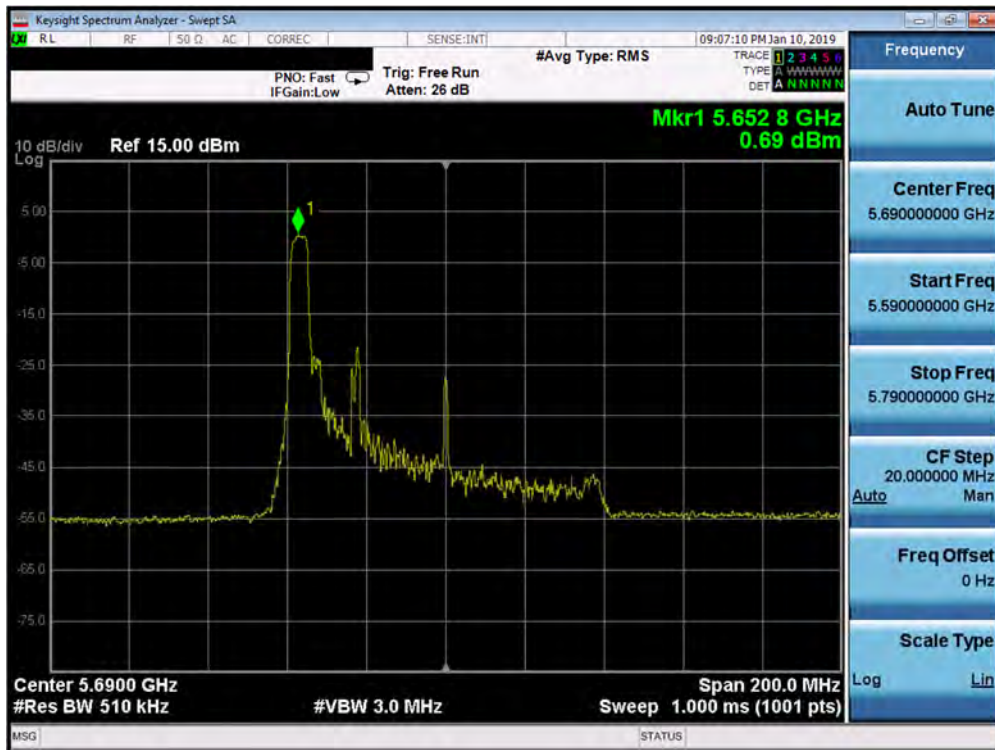 Keysight Spectrum Analyzer - Swept SA
LXI RL RF 50 Ω AC CORREC SENSE:INT 09:07:10 PM Jan 10, 2019
#Avg Type: RMS TRACE 1 2 3 4 5 6
PNO: Fast Trig: Free Run TYPE A WWWWW
IFGain:Low Atten: 26 dB DET A N N N N N
Mkr1 5.652 8 GHz
0.69 dBm
10 dB/div Ref 15.00 dBm
Log
1
5.00
-5.00
-15.0
-25.0
-35.0
-45.0
-55.0
-65.0
-75.0
Center 5.6900 GHz Span 200.0 MHz
#Res BW 510 kHz #VBW 3.0 MHz Sweep 1.000 ms (1001 pts)
MSG STATUS
Frequency
Auto Tune
Center Freq
5.690000000 GHz
Start Freq
5.590000000 GHz
Stop Freq
5.790000000 GHz
CF Step
20.000000 MHz
Auto Man
Freq Offset
0 Hz
Scale Type
Log Lin